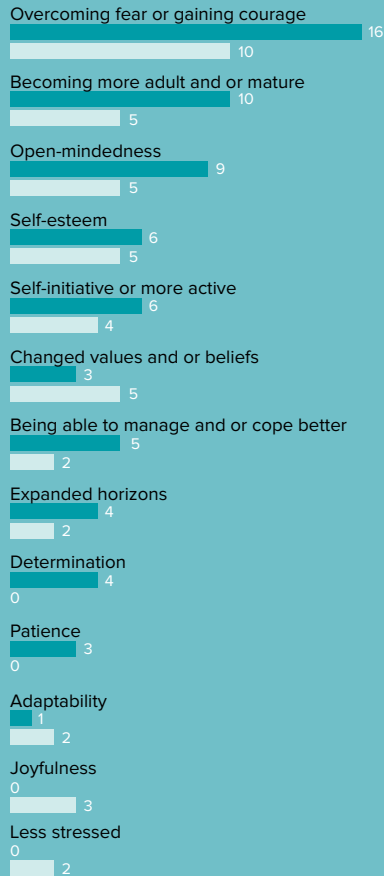 Overcoming fear or gaining courage
16
10
Becoming more adult and or mature
10
5
Open-mindedness
9
5
Self-esteem
6
5
Self-initiative or more active
6
4
Changed values and or beliefs
3
5
Being able to manage and or cope better
5
2
Expanded horizons
4
2
Determination
4
0
Patience
3
0
Adaptability
1
2
Joyfulness
0
3
Less stressed
0
2